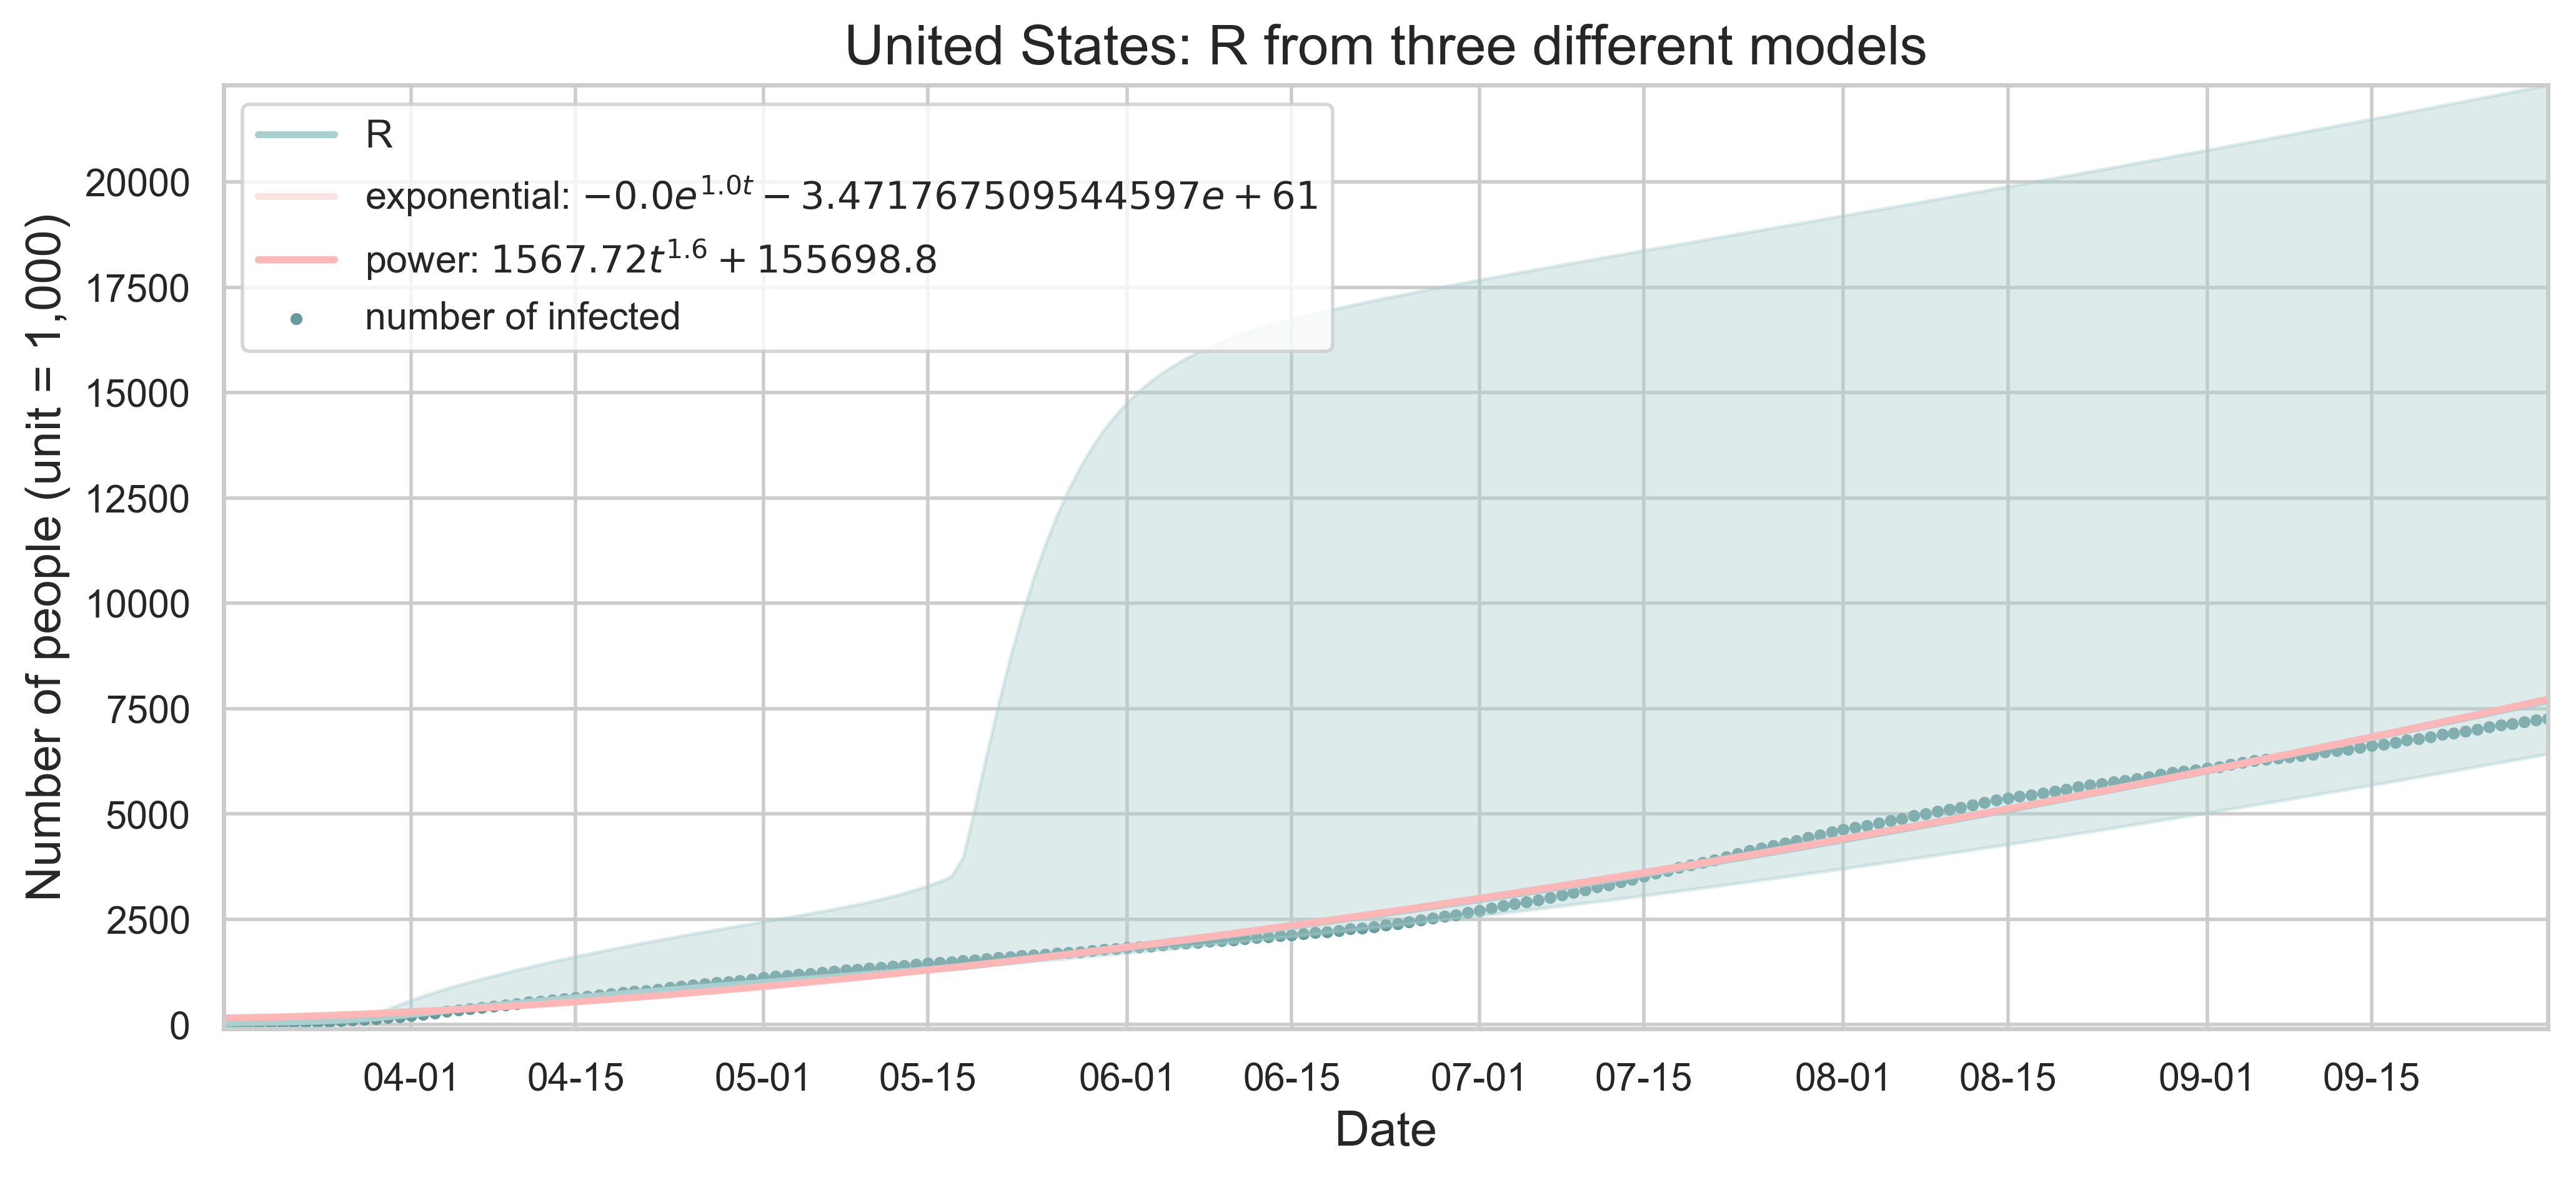 United States: R from three different models
R
exponential: −0.0e^{1.0t} − 3.4717675095445​97e + 61
power: 1567.72t^{1.6} + 155698.8
number of infected
Number of people (unit = 1,000)
20000
17500
15000
12500
10000
7500
5000
2500
0
04-01 04-15 05-01 05-15 06-01 06-15 07-01 07-15 08-01 08-15 09-01 09-15
Date